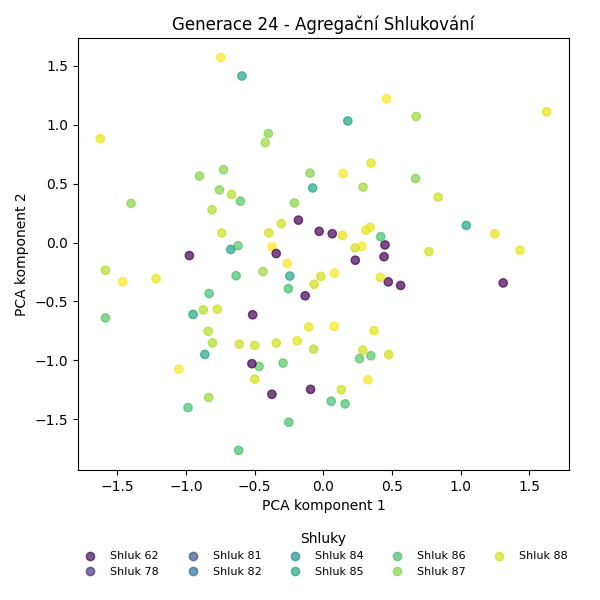 Generace 24 - Agregační Shlukování
1.5
1.0
0.5
0.0
−0.5
−1.0
−1.5
PCA komponent 2
−1.5 −1.0 −0.5 0.0 0.5 1.0 1.5
PCA komponent 1
Shluky
Shluk 62 Shluk 81 Shluk 84 Shluk 86 Shluk 88
Shluk 78 Shluk 82 Shluk 85 Shluk 87